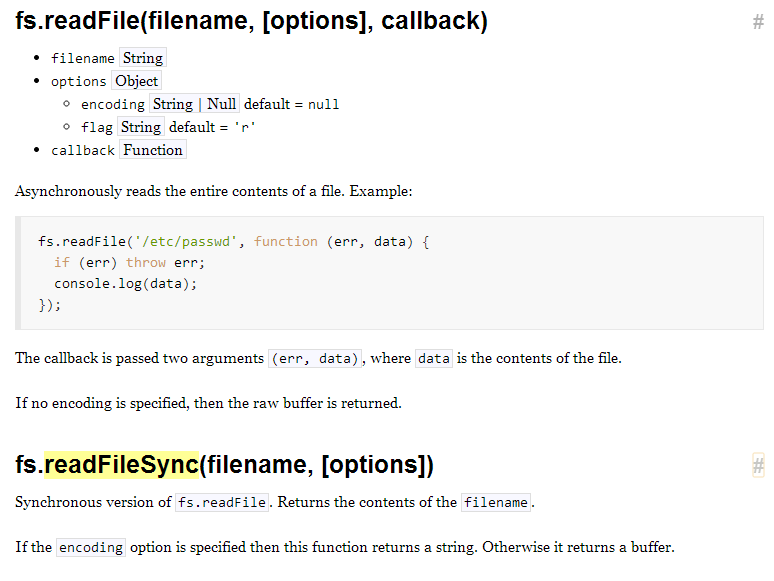 fs.readFile(filename, [options], callback) #
filename String
options Object
encoding String | Null default = null
flag String default = 'r'
callback Function
Asynchronously reads the entire contents of a file. Example:
fs.readFile('/etc/passwd', function (err, data) {
  if (err) throw err;
  console.log(data);
});
The callback is passed two arguments (err, data), where data is the contents of the file.
If no encoding is specified, then the raw buffer is returned.
fs.readFileSync(filename, [options]) #
Synchronous version of fs.readFile. Returns the contents of the filename.
If the encoding option is specified then this function returns a string. Otherwise it returns a buffer.